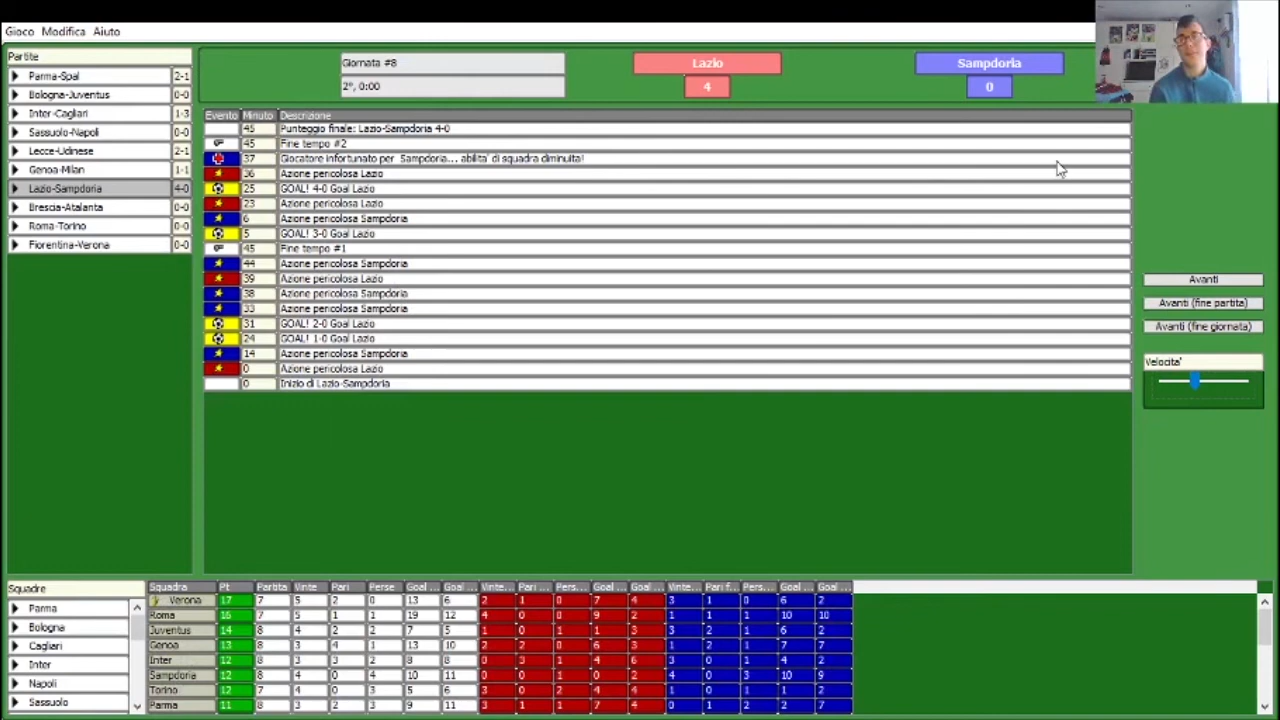 Gioco Modifica Aiuto
Partite
Parma-Spal 2-1
Bologna-Juventus 0-0
Inter-Cagliari 1-3
Sassuolo-Napoli 0-0
Lecce-Udinese 2-1
Genoa-Milan 1-1
Lazio-Sampdoria 4-0
Brescia-Atalanta 0-0
Roma-Torino 0-0
Fiorentina-Verona 0-0
Giornata #8
2°, 0:00
Lazio
4
Sampdoria
0
Evento Minuto Descrizione
45 Punteggio finale: Lazio-Sampdoria 4-0
45 Fine tempo #2
37 Giocatore infortunato per Sampdoria... abilita' di squadra diminuita!
36 Azione pericolosa Lazio
25 GOAL! 4-0 Goal Lazio
23 Azione pericolosa Lazio
6 Azione pericolosa Sampdoria
5 GOAL! 3-0 Goal Lazio
45 Fine tempo #1
44 Azione pericolosa Sampdoria
39 Azione pericolosa Lazio
38 Azione pericolosa Sampdoria
33 Azione pericolosa Sampdoria
31 GOAL! 2-0 Goal Lazio
24 GOAL! 1-0 Goal Lazio
14 Azione pericolosa Sampdoria
0 Azione pericolosa Lazio
0 Inizio di Lazio-Sampdoria
Avanti
Avanti (fine partita)
Avanti (fine giornata)
Velocita'
Squadre
Parma
Bologna
Cagliari
Inter
Napoli
Sassuolo
Squadra Pt Partita Vinte Pari Perse Goal ... Goal ... Vinte... Pari ... Pers... Goal ... Goal ... Vinte... Pari f... Pers... Goal ... Goal ...
Verona 17 7 5 2 0 13 6 2 1 0 7 4 3 1 0 6 2
Roma 16 7 5 1 1 19 12 4 0 0 9 2 1 1 1 10 10
Juventus 14 8 4 2 2 7 5 1 0 1 1 3 3 2 1 6 2
Genoa 13 8 3 4 1 13 10 2 2 0 6 3 1 2 1 7 7
Inter 12 8 3 3 2 8 8 0 3 1 4 6 3 0 1 4 2
Sampdoria 12 8 4 0 4 10 11 0 0 1 0 2 4 0 3 10 9
Torino 12 7 4 0 3 5 6 3 0 2 4 4 1 0 1 1 2
Parma 11 8 3 2 3 9 11 3 1 1 7 4 0 1 2 2 7